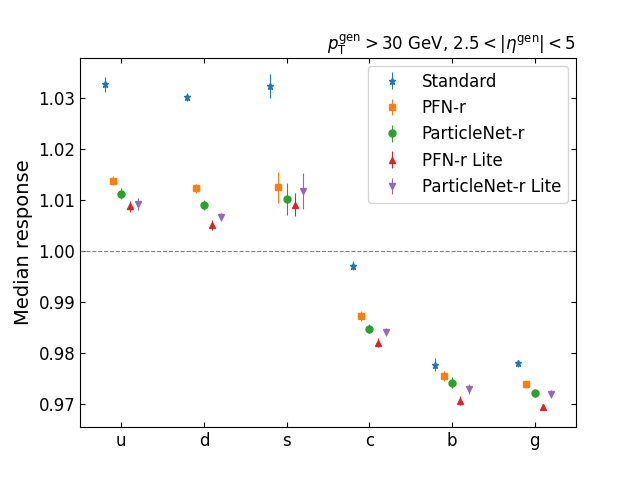 p_T^gen > 30 GeV, 2.5 < |η^gen| < 5
Standard
PFN-r
ParticleNet-r
PFN-r Lite
ParticleNet-r Lite
Median response
1.03
1.02
1.01
1.00
0.99
0.98
0.97
u d s c b g